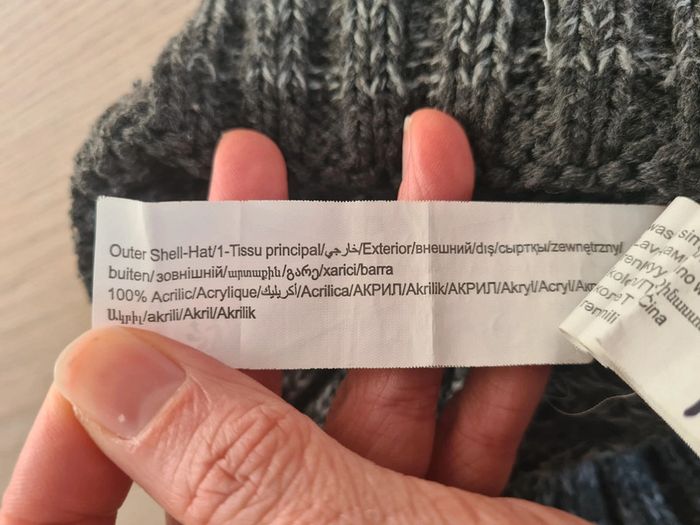 Outer Shell-Hat/1-Tissu principal/خارجي/Exterior/внешний/dış/сыртқы/zewnętrzny/
buiten/ зовнішній/արտաքին/გარე/xarici/barra
100% Acrilic/Acrylique/أكريليك/Acrilica/АКРИЛ/Akrilik/АКРИЛ/Akryl/Acryl/
Ակրիլ/akrili/Akril/Akrilik